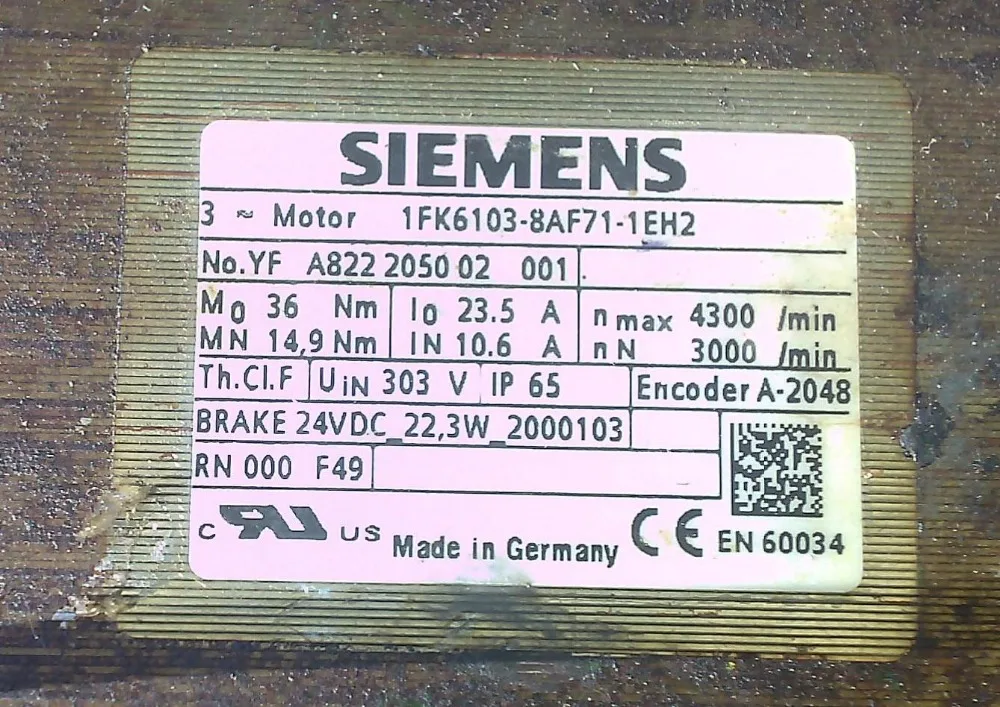 SIEMENS
3 ~ Motor 1FK6103-8AF71-1EH2
No.YF A822 2050 02 001
M0 36 Nm I0 23.5 A n max 4300 /min
MN 14,9 Nm IN 10.6 A n N 3000 /min
Th.Cl.F UIN 303 V IP 65 Encoder A-2048
BRAKE 24VDC_22,3W_2000103
RN 000 F49
C RU US Made in Germany CE EN 60034